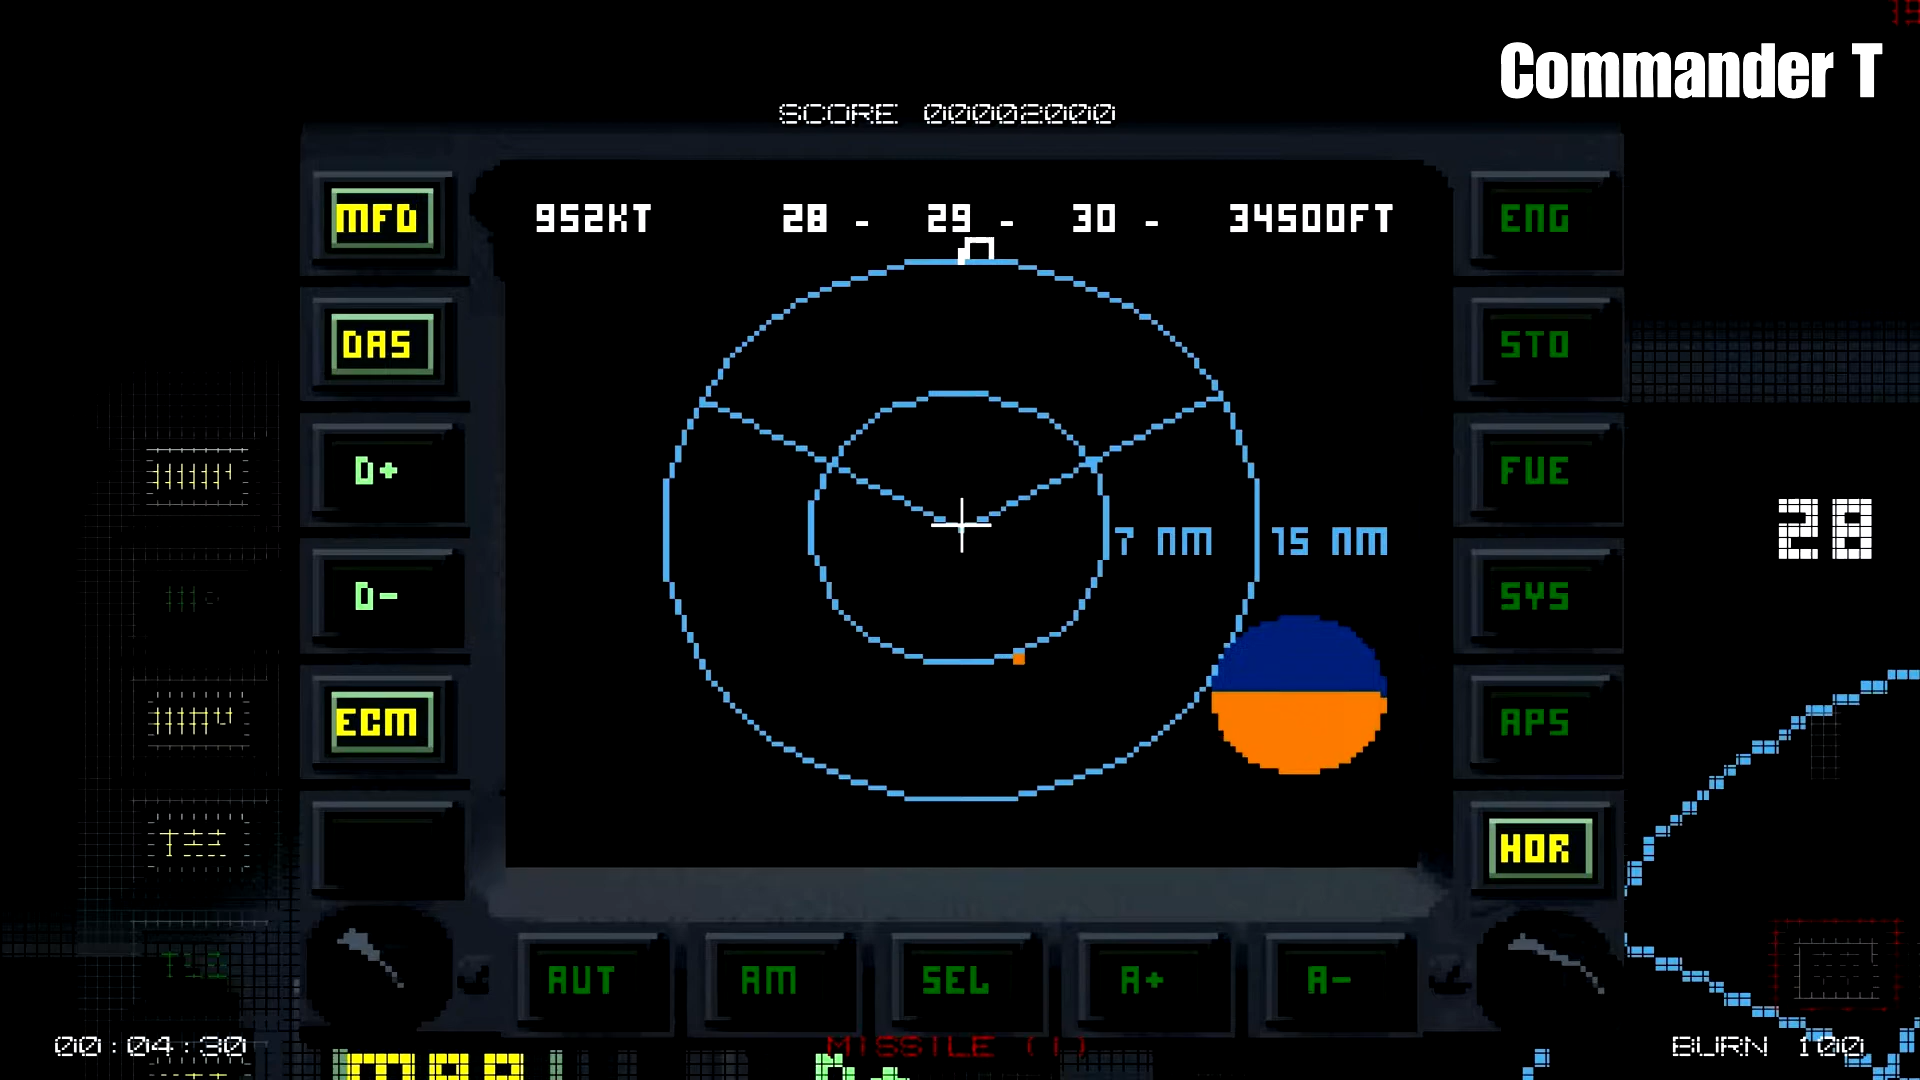 Commander T
SCORE 00002000
952KT 28 - 29 - 30 - 34500FT
MFD
ENG
DAS
STO
D+
FUE
28
7 NM 15 NM
D-
SYS
ECM
APS
HOR
AUT AM SEL A+ A-
00:04:30 MISSILE (1) BURN 100